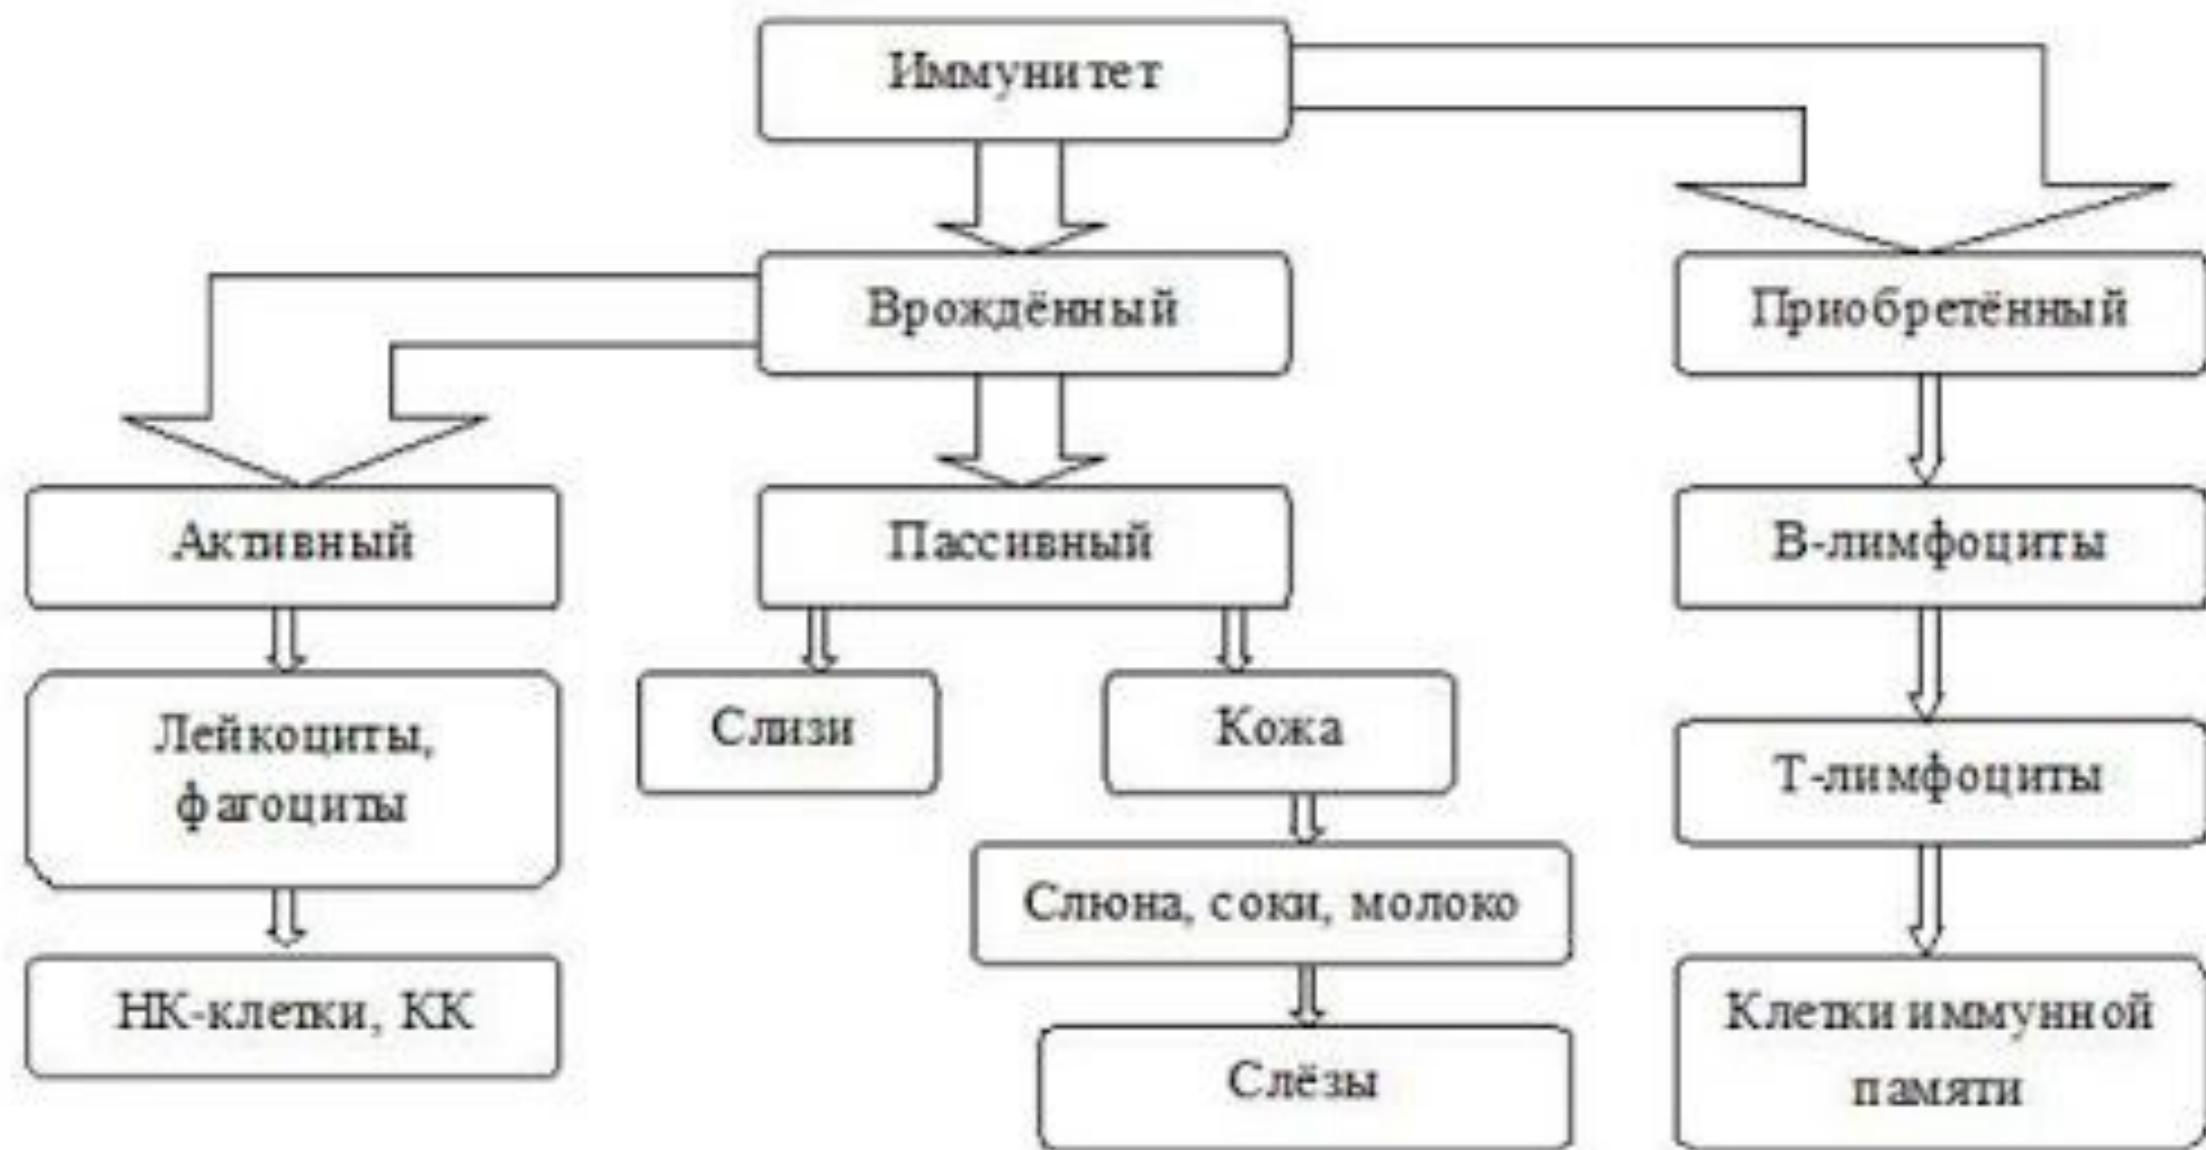 Иммунитет
Врождённый
Приобретённый
Активный
Пассивный
В-лимфоциты
Лейкоциты,
фагоциты
Слизи
Кожа
Т-лимфоциты
Слюна, соки, молоко
НК-клетки, КК
Слёзы
Клетки иммунной
памяти